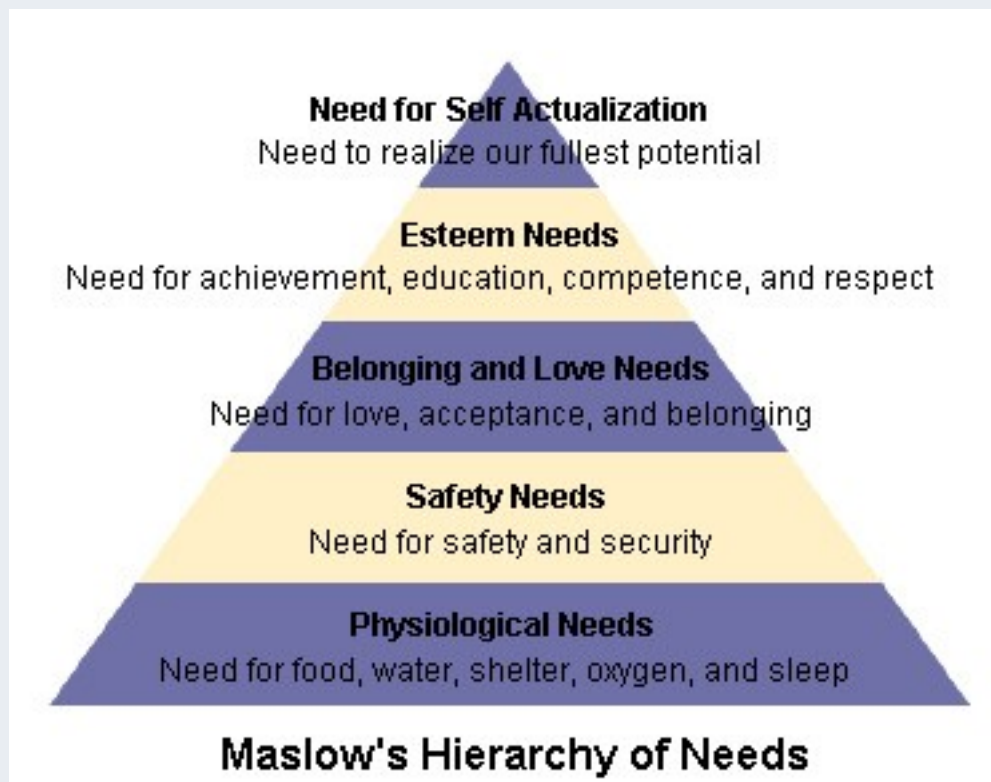 Need for Self Actualization
Need to realize our fullest potential
Esteem Needs
Need for achievement, education, competence, and respect
Belonging and Love Needs
Need for love, acceptance, and belonging
Safety Needs
Need for safety and security
Physiological Needs
Need for food, water, shelter, oxygen, and sleep
Maslow's Hierarchy of Needs